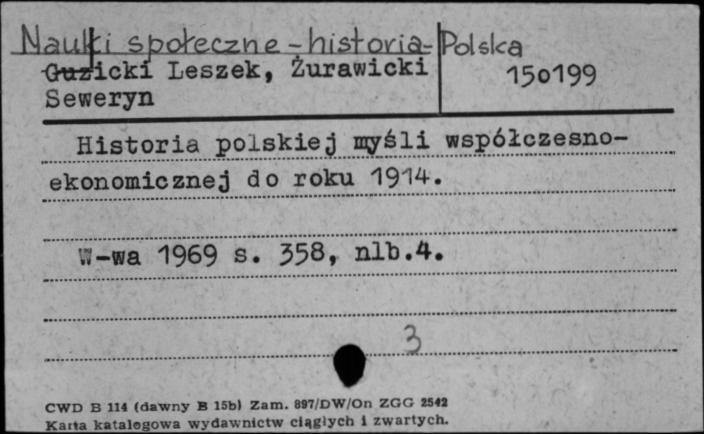 Nauki społeczne - historia - Polska
Guzicki Leszek, Żurawicki
Seweryn
150199
Historia polskiej myśli współczesno-
ekonomicznej do roku 1914.
W-wa 1969 s. 358, nlb.4.
3
CWD B 114 (dawny B 15b) Zam. 897/DW/On ZGG 2542
Karta katalogowa wydawnictw ciągłych i zwartych.